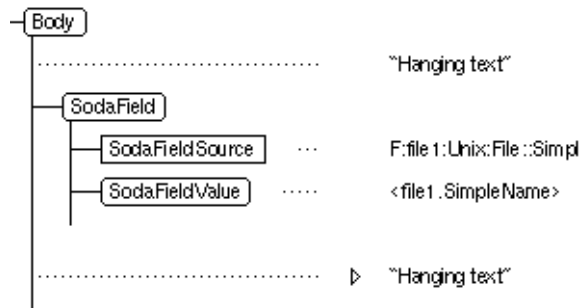 Body
"Hanging text"
SodaField
SodaFieldSource F:file1:Unix:File::Simpl
SodaFieldValue <file1.SimpleName>
"Hanging text"